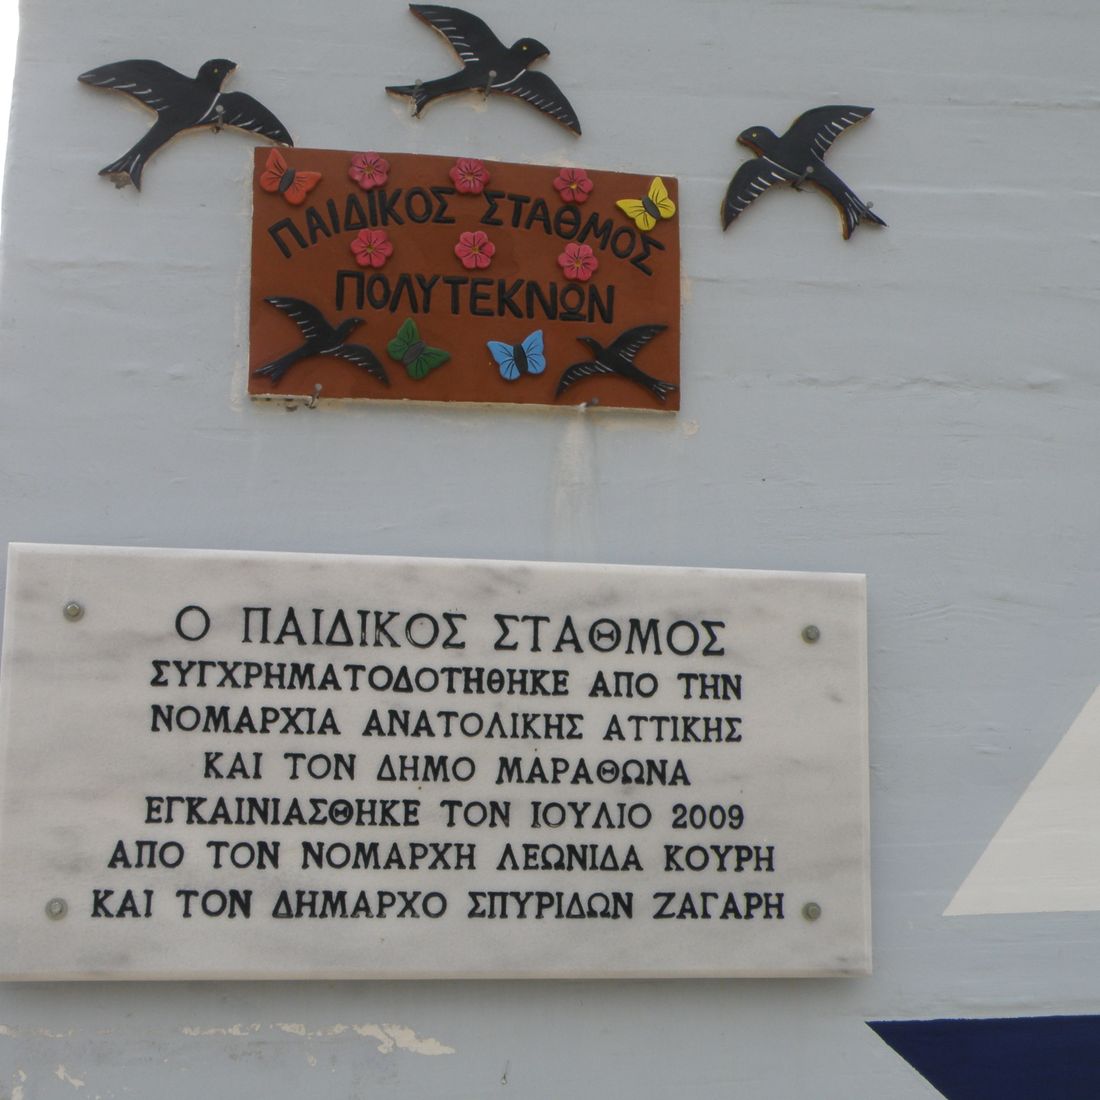 ΠΑΙΔΙΚΟΣ ΣΤΑΘΜΟΣ
ΠΟΛΥΤΕΚΝΩΝ
Ο ΠΑΙΔΙΚΟΣ ΣΤΑΘΜΟΣ
ΣΥΓΧΡΗΜΑΤΟΔΟΤΗΘΗΚΕ ΑΠΟ ΤΗΝ
ΝΟΜΑΡΧΙΑ ΑΝΑΤΟΛΙΚΗΣ ΑΤΤΙΚΗΣ
ΚΑΙ ΤΟΝ ΔΗΜΟ ΜΑΡΑΘΩΝΑ
ΕΓΚΑΙΝΙΑΣΘΗΚΕ ΤΟΝ ΙΟΥΛΙΟ 2009
ΑΠΟ ΤΟΝ ΝΟΜΑΡΧΗ ΛΕΩΝΙΔΑ ΚΟΥΡΗ
ΚΑΙ ΤΟΝ ΔΗΜΑΡΧΟ ΣΠΥΡΙΔΩΝ ΖΑΓΑΡΗ